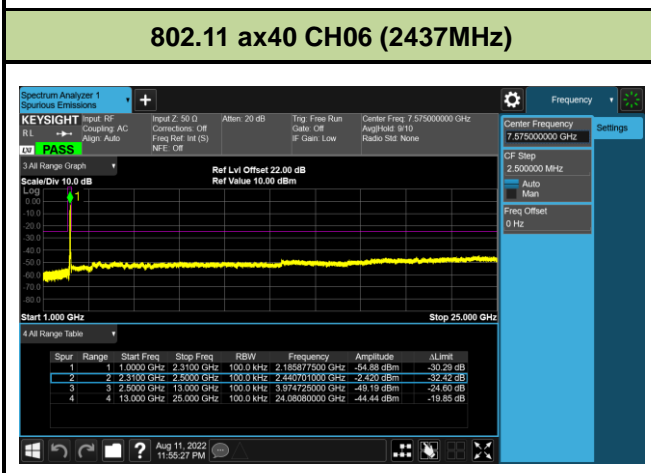 802.11 ax40 CH06 (2437MHz)
Spectrum Analyzer 1
Spurious Emissions
Frequency
KEYSIGHT
Input: RF
Input Z: 50 Ω
Atten: 20 dB
Trig: Free Run
Center Freq: 7.575000000 GHz
R L
Coupling: AC
Corrections: Off
Gate: Off
Avg|Hold: 9/10
Align: Auto
Freq Ref: Int (S)
IF Gain: Low
Radio Std: None
NFE: Off
LXI
PASS
Center Frequency
7.575000000 GHz
Settings
CF Step
2.500000 MHz
Auto
Man
Freq Offset
0 Hz
3 All Range Graph
Ref Lvl Offset 22.00 dB
Scale/Div 10.0 dB
Ref Value 10.00 dBm
Log
1
0.00
-10.0
-20.0
-30.0
-40.0
-50.0
-60.0
-70.0
-80.0
Start 1.000 GHz
Stop 25.000 GHz
4 All Range Table
Spur Range Start Freq Stop Freq RBW Frequency Amplitude ΔLimit
1 1 1.0000 GHz 2.3100 GHz 100.0 kHz 2.185877500 GHz -54.88 dBm -30.29 dB
2 2 2.3100 GHz 2.5000 GHz 100.0 kHz 2.440701000 GHz -2.420 dBm -32.42 dB
3 3 2.5000 GHz 13.000 GHz 100.0 kHz 3.974725000 GHz -49.19 dBm -24.60 dB
4 4 13.000 GHz 25.000 GHz 100.0 kHz 24.08080000 GHz -44.44 dBm -19.85 dB
Aug 11, 2022
11:55:27 PM